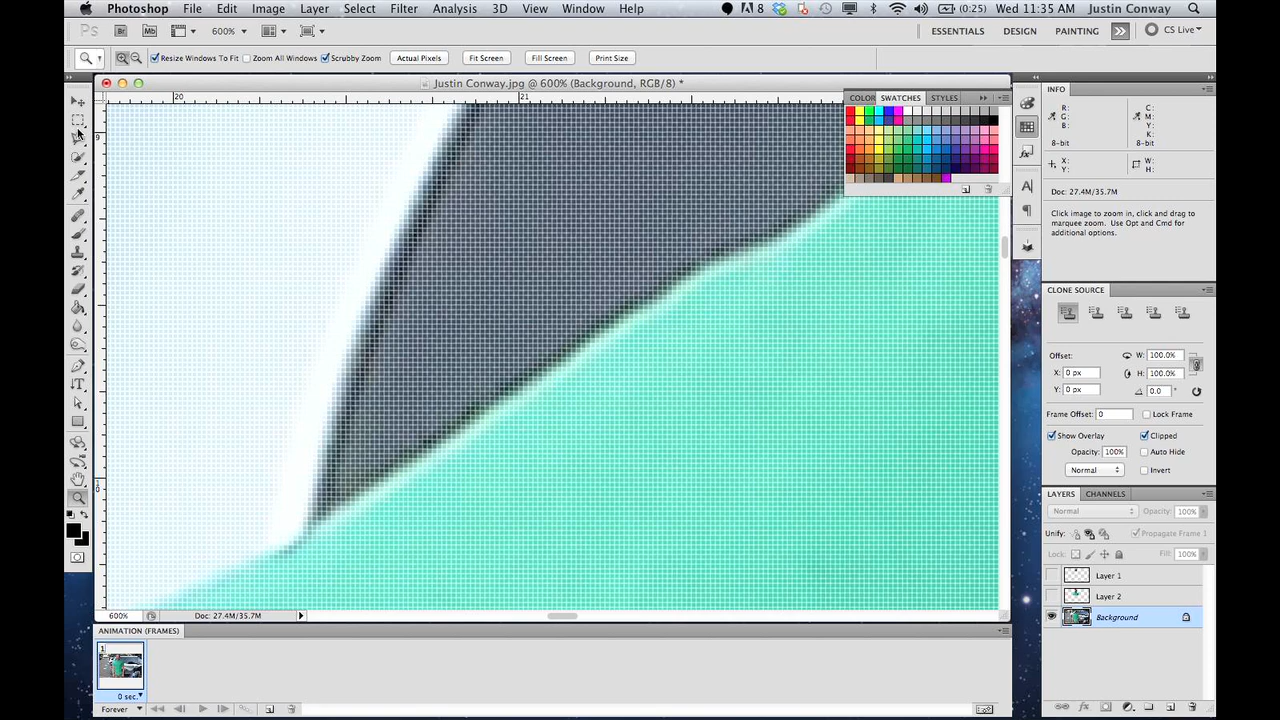 Photoshop File Edit Image Layer Select Filter Analysis 3D View Window Help 8 (0:25) Wed 11:35 AM Justin Conway
Ps Br Mb 600% ESSENTIALS DESIGN PAINTING CS Live
Resize Windows To Fit Zoom All Windows Scrubby Zoom Actual Pixels Fit Screen Fill Screen Print Size
Justin Conway.jpg @ 600% (Background, RGB/8) *
20 21
9
10
COLOR SWATCHES STYLES
INFO
R: C:
G: M:
B: Y:
K:
8-bit 8-bit
X: W:
Y: H:
Doc: 27.4M/35.7M
Click image to zoom in, click and drag to
marquee zoom. Use Opt and Cmd for
additional options.
CLONE SOURCE
Offset: W: 100.0%
X: 0 px H: 100.0%
Y: 0 px 0.0 °
Frame Offset: 0 Lock Frame
Show Overlay Clipped
Opacity: 100% Auto Hide
Normal Invert
LAYERS CHANNELS
Normal Opacity: 100%
Unify: Propagate Frame 1
Lock: Fill: 100%
Layer 1
Layer 2
Background
600% Doc: 27.4M/35.7M
ANIMATION (FRAMES)
1
0 sec.
Forever